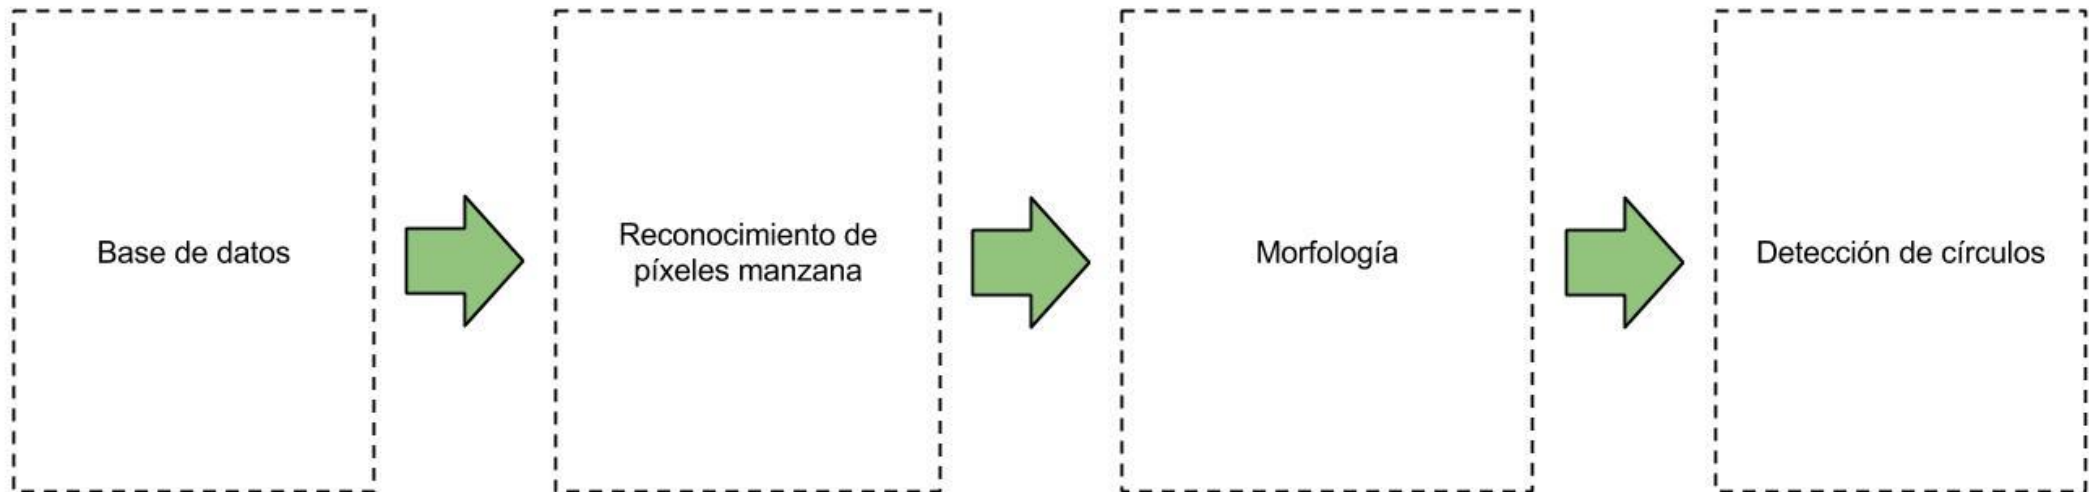 Base de datos
Reconocimiento de
píxeles manzana
Morfología
Detección de círculos